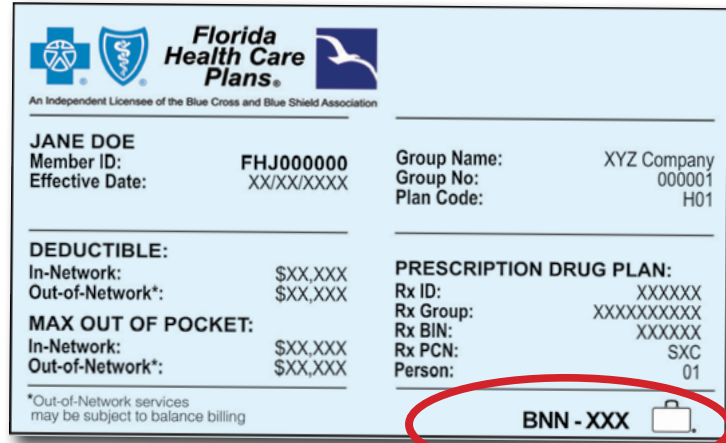 Florida
Health Care
Plans®
An Independent Licensee of the Blue Cross and Blue Shield Association
JANE DOE
Member ID: FHJ000000
Effective Date: XX/XX/XXXX
Group Name: XYZ Company
Group No: 000001
Plan Code: H01
DEDUCTIBLE:
In-Network: $XX,XXX
Out-of-Network*: $XX,XXX
MAX OUT OF POCKET:
In-Network: $XX,XXX
Out-of-Network*: $XX,XXX
PRESCRIPTION DRUG PLAN:
Rx ID: XXXXXX
Rx Group: XXXXXXXXXX
Rx BIN: XXXXXX
Rx PCN: SXC
Person: 01
*Out-of-Network services
may be subject to balance billing
BNN - XXX